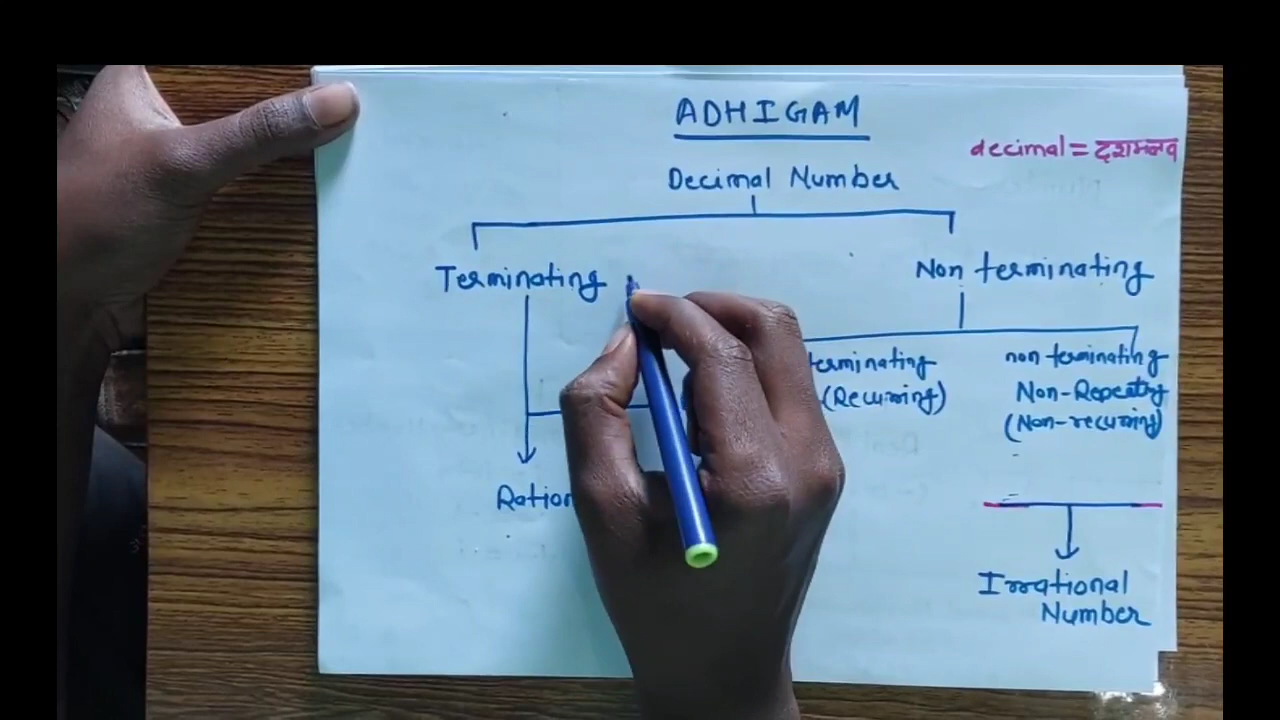 ADHIGAM
decimal = दशमलव
Decimal Number
Terminating
Non terminating
terminating
(Recurring)
non terminating
Non-Repeating
(Non-recurring)
Irrational
Number